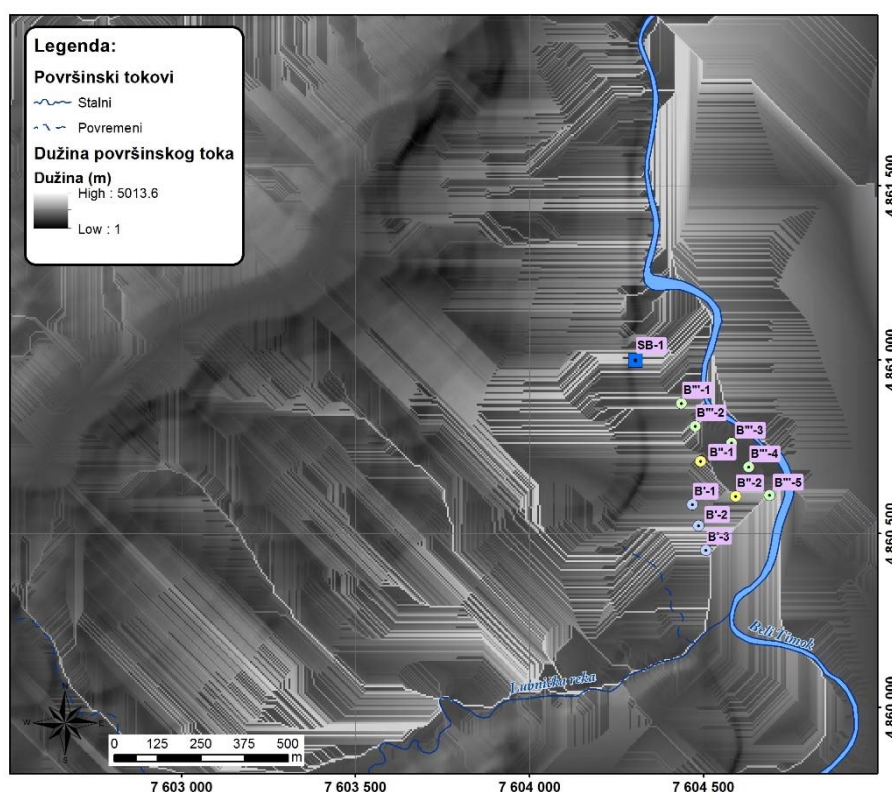 Legenda:
Površinski tokovi
Stalni
Povremeni
Dužina površinskog toka
Dužina (m)
High : 5013.6
Low : 1
4 861 500
SB-1
4 861 000
B'''-1
B'''-2
B'''-3
B''-1
B'''-4
B'-1
B''-2
B'''-5
B'-2
B'-3
4 860 500
Beli Timok
Lubnička reka
4 860 000
N
W
E
S
0 125 250 375 500
m
7 603 000
7 603 500
7 604 000
7 604 500